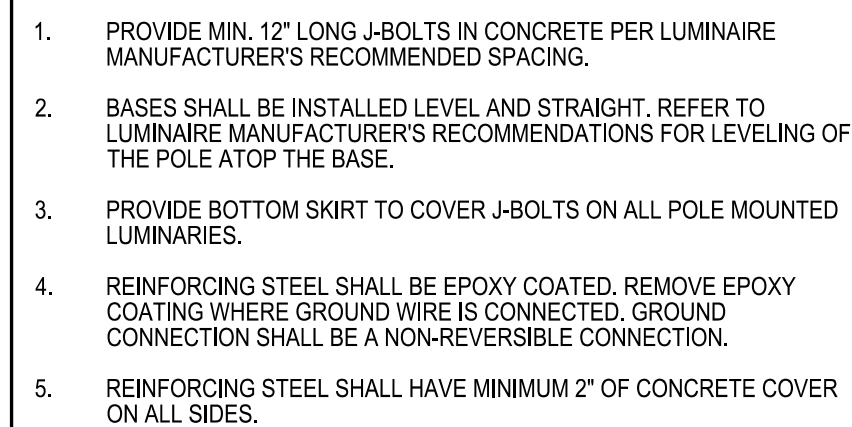 1. PROVIDE MIN. 12" LONG J-BOLTS IN CONCRETE PER LUMINAIRE
MANUFACTURER'S RECOMMENDED SPACING.
2. BASES SHALL BE INSTALLED LEVEL AND STRAIGHT. REFER TO
LUMINAIRE MANUFACTURER'S RECOMMENDATIONS FOR LEVELING OF
THE POLE ATOP THE BASE.
3. PROVIDE BOTTOM SKIRT TO COVER J-BOLTS ON ALL POLE MOUNTED
LUMINARIES.
4. REINFORCING STEEL SHALL BE EPOXY COATED. REMOVE EPOXY
COATING WHERE GROUND WIRE IS CONNECTED. GROUND
CONNECTION SHALL BE A NON-REVERSIBLE CONNECTION.
5. REINFORCING STEEL SHALL HAVE MINIMUM 2" OF CONCRETE COVER
ON ALL SIDES.